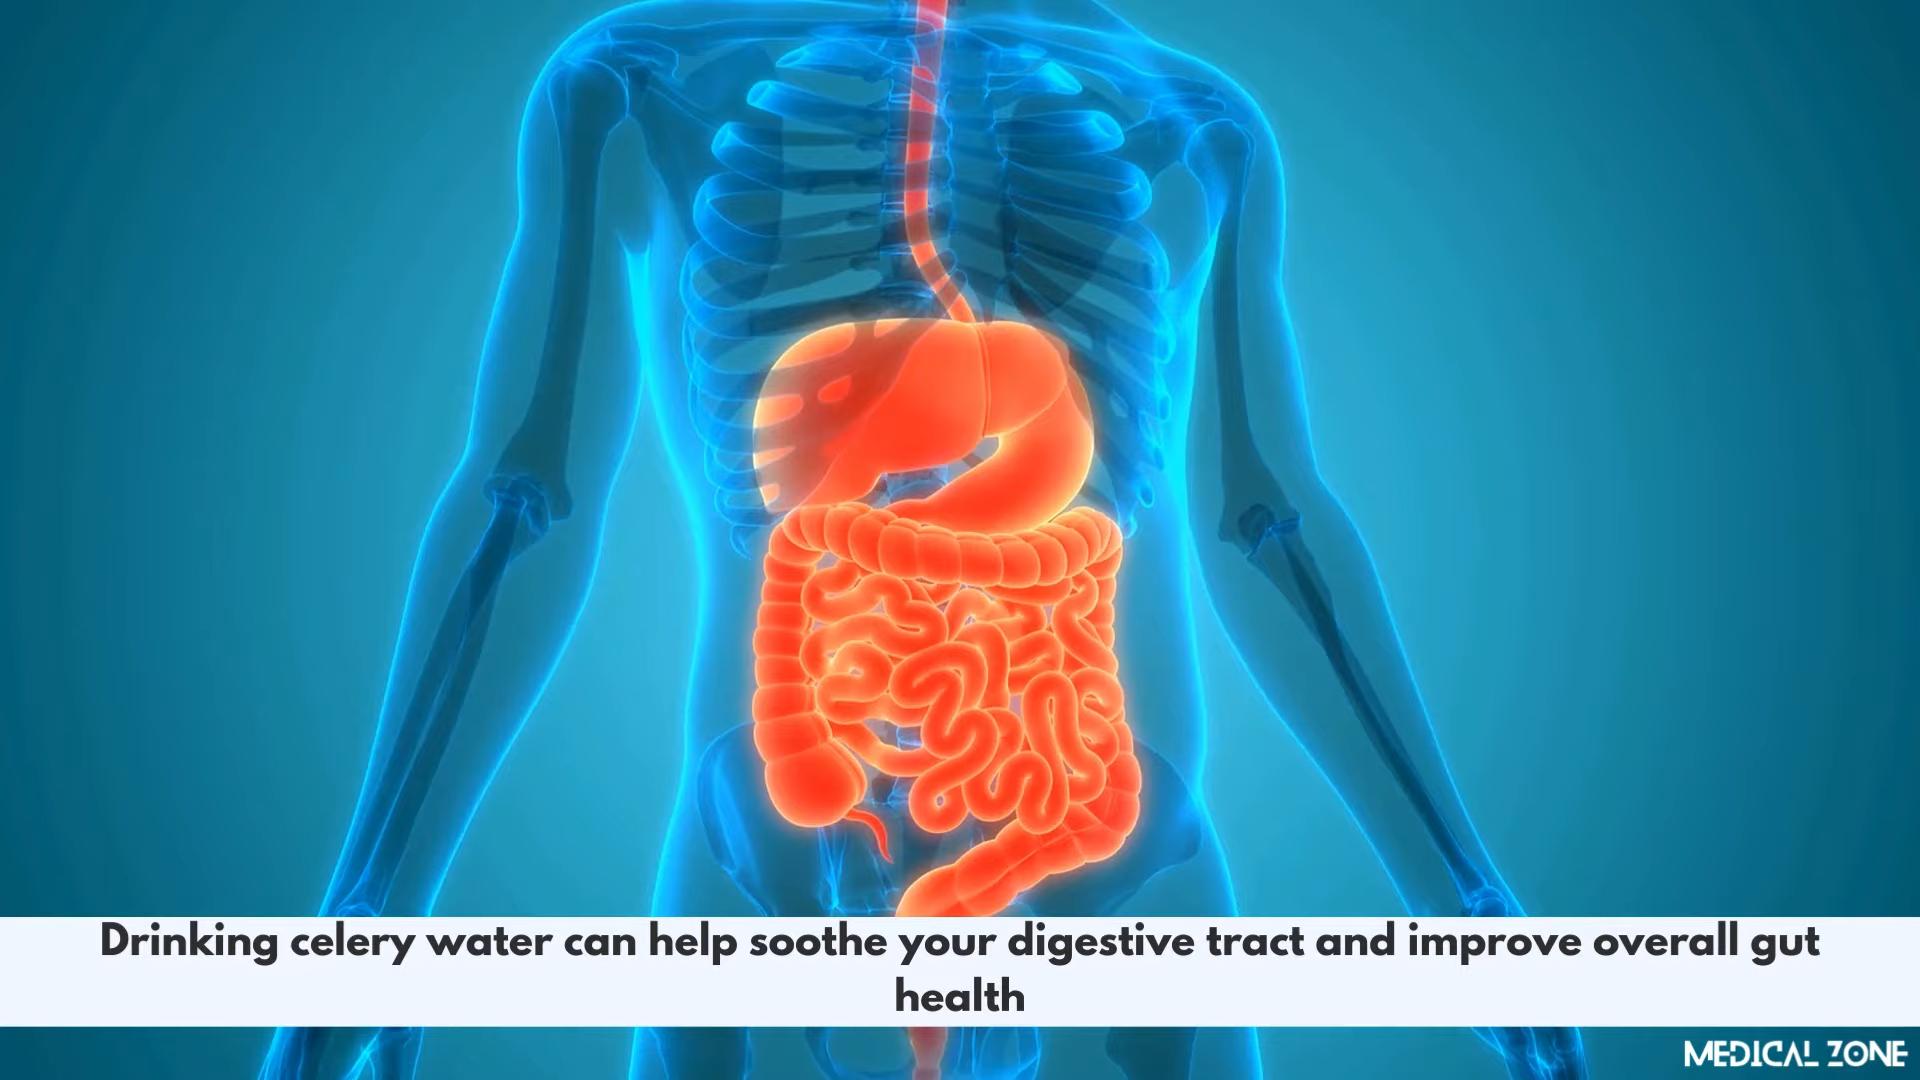 Drinking celery water can help soothe your digestive tract and improve overall gut
health
MEDICAL ZONE